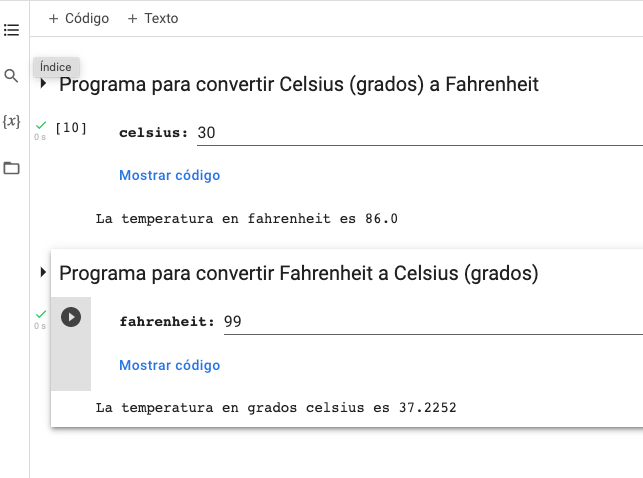 + Código + Texto
Índice
Programa para convertir Celsius (grados) a Fahrenheit
[10] celsius: 30
0 s
{x}
Mostrar código
La temperatura en fahrenheit es 86.0
Programa para convertir Fahrenheit a Celsius (grados)
fahrenheit: 99
0 s
Mostrar código
La temperatura en grados celsius es 37.2252